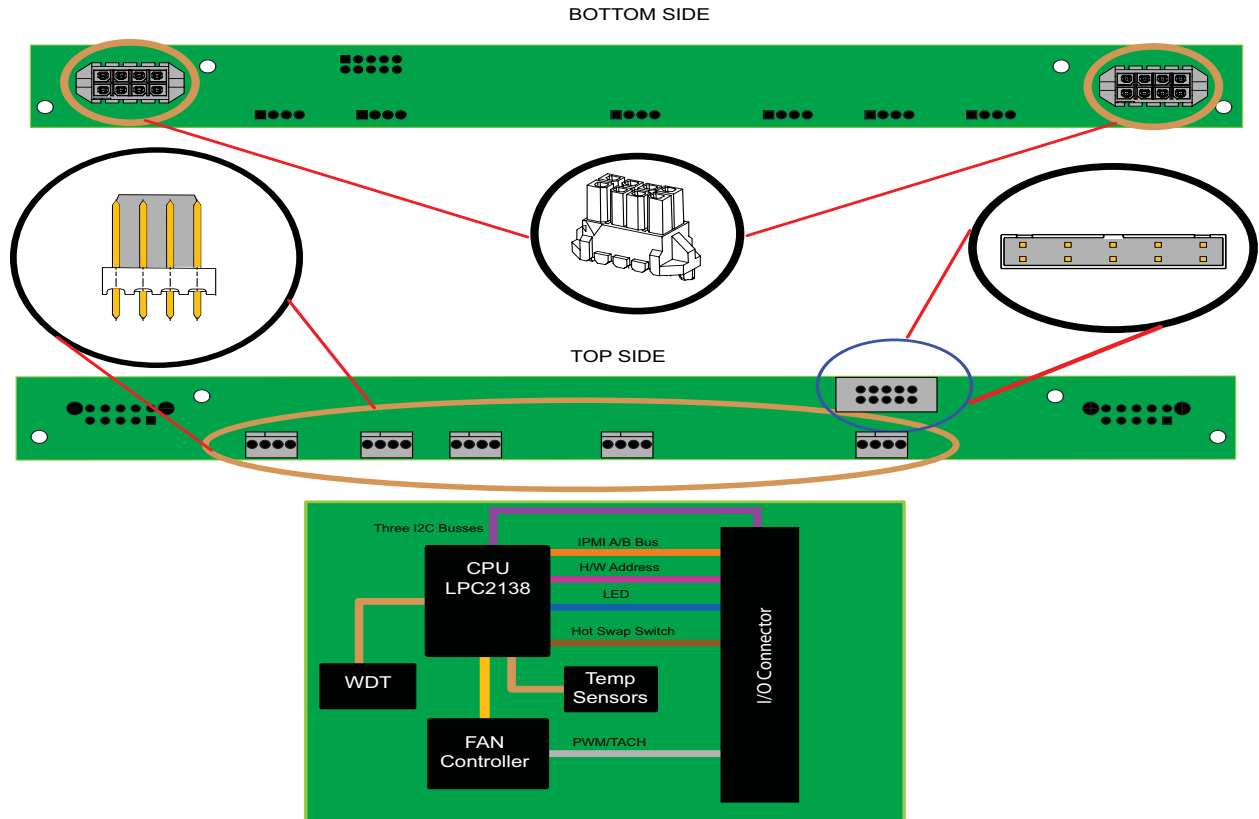 BOTTOM SIDE
TOP SIDE
Three I2C Busses
IPMI A/B Bus
CPU
LPC2138
H/W Address
LED
Hot Swap Switch
I/O Connector
WDT
Temp
Sensors
FAN
Controller
PWM/TACH